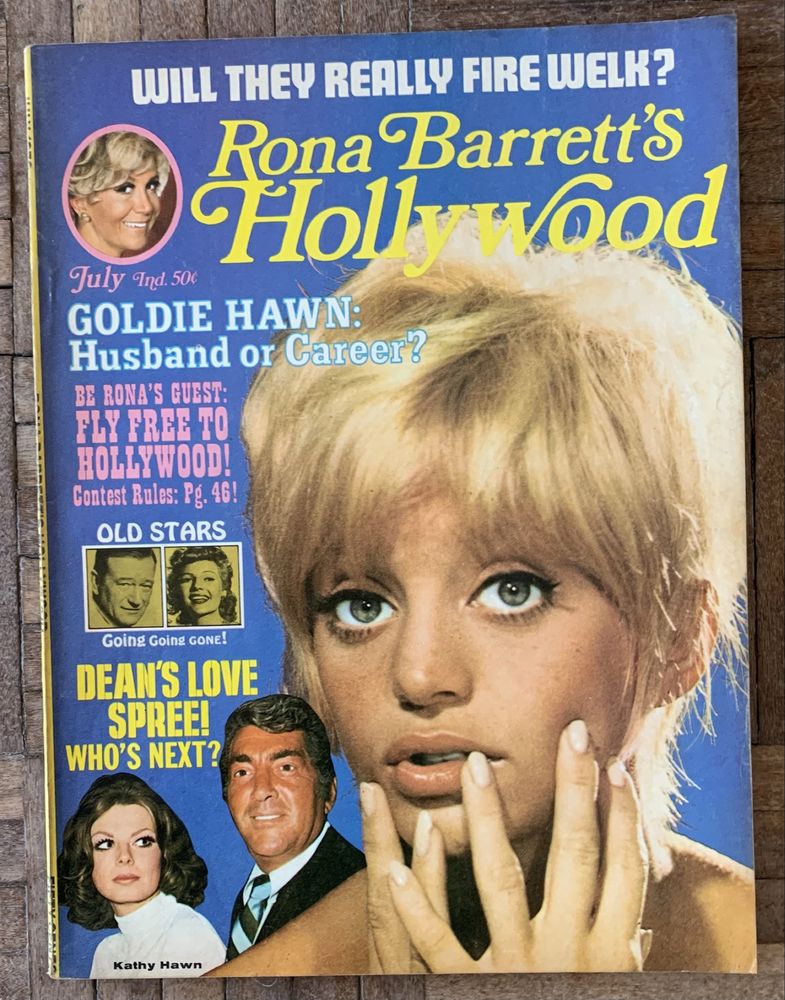 WILL THEY REALLY FIRE WELK?
Rona Barrett's
Hollywood
July Ind. 50¢
GOLDIE HAWN:
Husband or Career?
BE RONA'S GUEST:
FLY FREE TO
HOLLYWOOD!
Contest Rules: Pg. 46!
OLD STARS
Going Going GONE!
DEAN'S LOVE
SPREE!
WHO'S NEXT?
Kathy Hawn